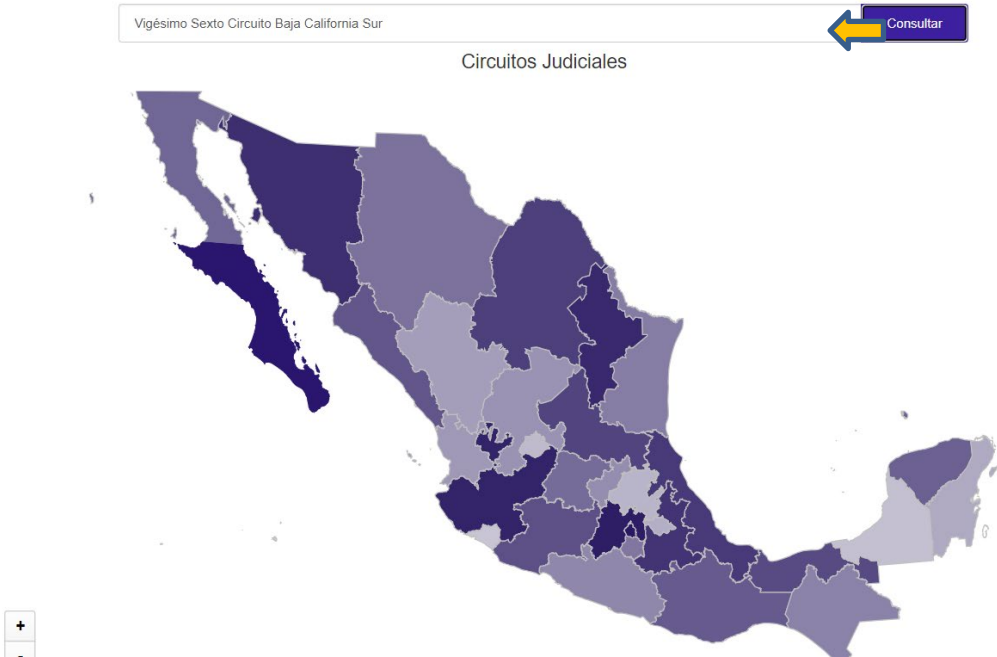 Vigésimo Sexto Circuito Baja California Sur
Consultar
Circuitos Judiciales
+
-